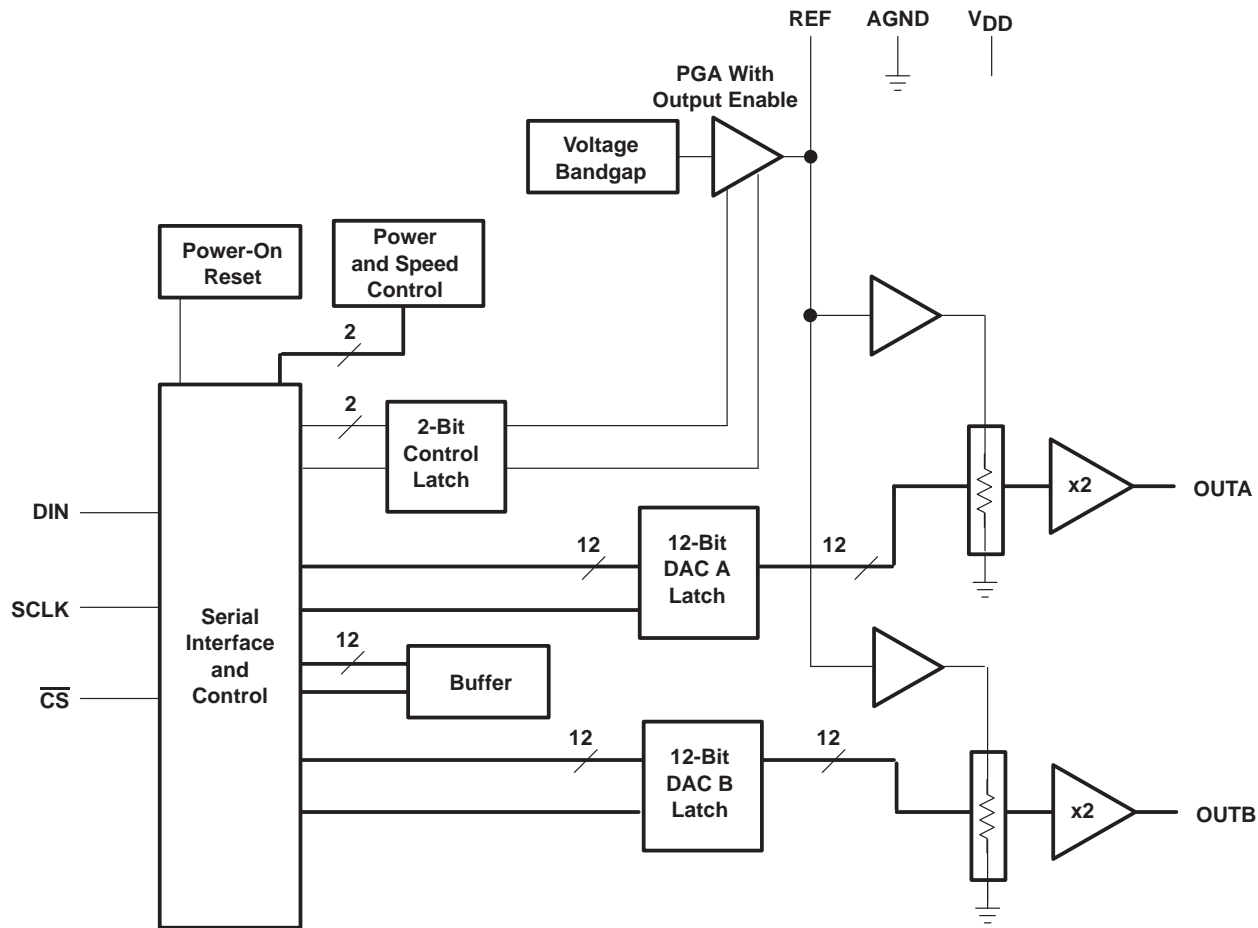 REF AGND VDD
PGA With
Output Enable
Voltage
Bandgap
Power-On
Reset
Power
and Speed
Control
2
2
2-Bit
Control
Latch
x2
OUTA
DIN
12
12-Bit
DAC A
Latch
12
SCLK
Serial
Interface
and
Control
12
Buffer
CS
12
12-Bit
DAC B
Latch
12
x2
OUTB